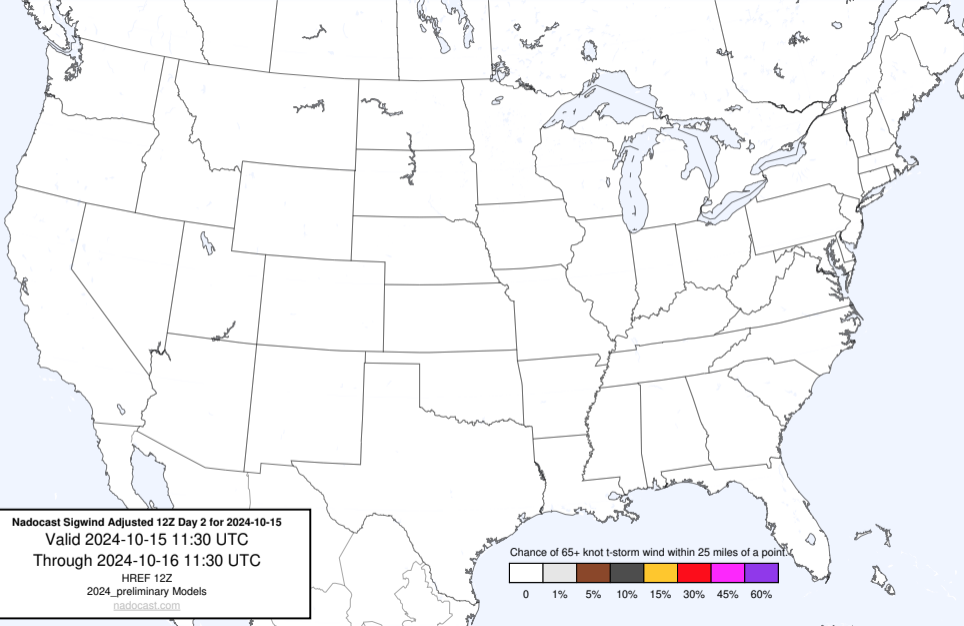 Nadocast Sigwind Adjusted 12Z Day 2 for 2024-10-15
Valid 2024-10-15 11:30 UTC
Through 2024-10-16 11:30 UTC
HREF 12Z
2024_preliminary Models
nadocast.com
Chance of 65+ knot t-storm wind within 25 miles of a point.
0 1% 5% 10% 15% 30% 45% 60%